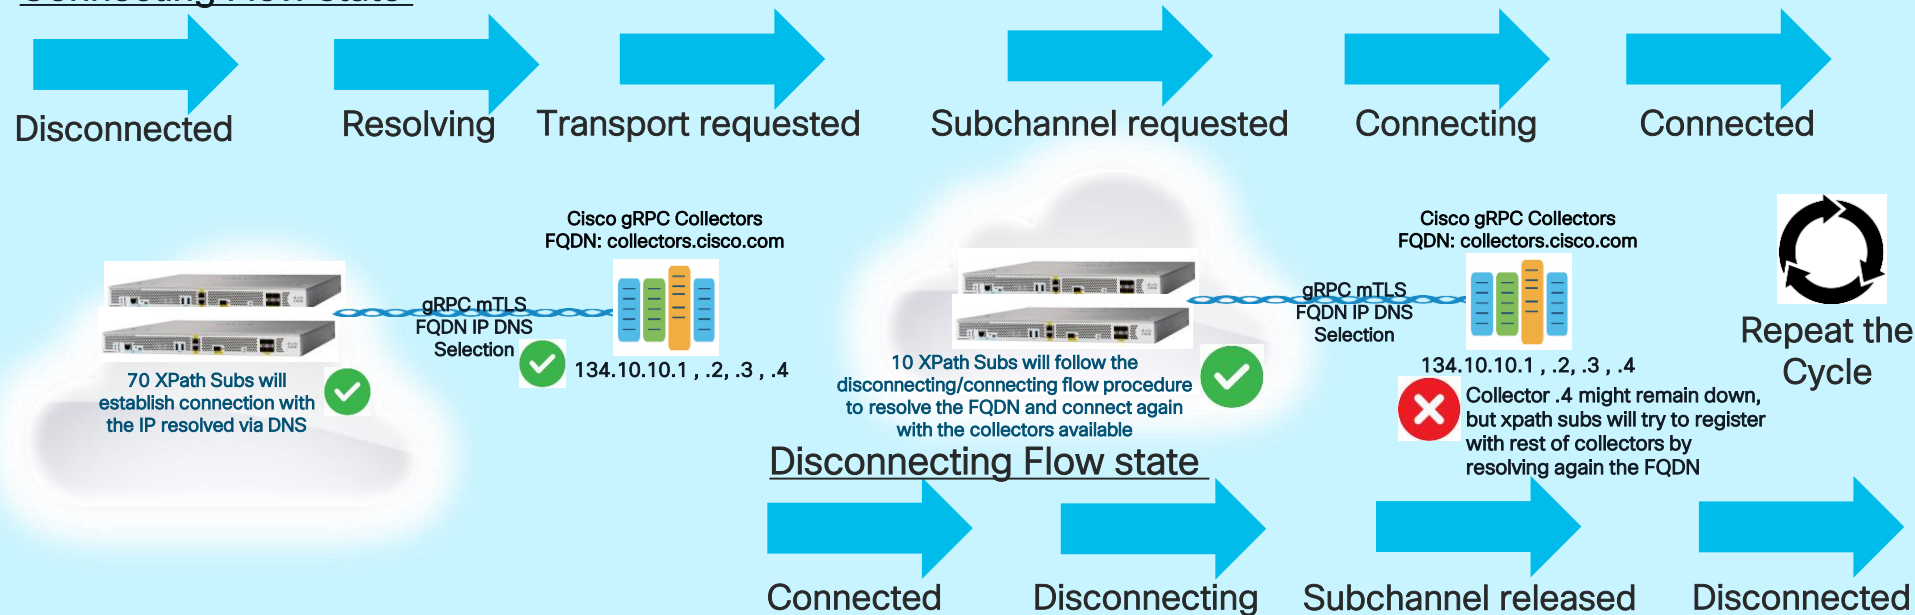 Connecting Flow state
Disconnected
Resolving
Transport requested
Subchannel requested
Connecting
Connected
Cisco gRPC Collectors
FQDN: collectors.cisco.com
gRPC mTLS
FQDN IP DNS
Selection
134.10.10.1 , .2, .3 , .4
70 XPath Subs will
establish connection with
the IP resolved via DNS
Cisco gRPC Collectors
FQDN: collectors.cisco.com
gRPC mTLS
FQDN IP DNS
Selection
134.10.10.1 , .2, .3 , .4
10 XPath Subs will follow the
disconnecting/connecting flow procedure
to resolve the FQDN and connect again
with the collectors available
Collector .4 might remain down,
but xpath subs will try to register
with rest of collectors by
resolving again the FQDN
Repeat the
Cycle
Disconnecting Flow state
Connected
Disconnecting
Subchannel released
Disconnected